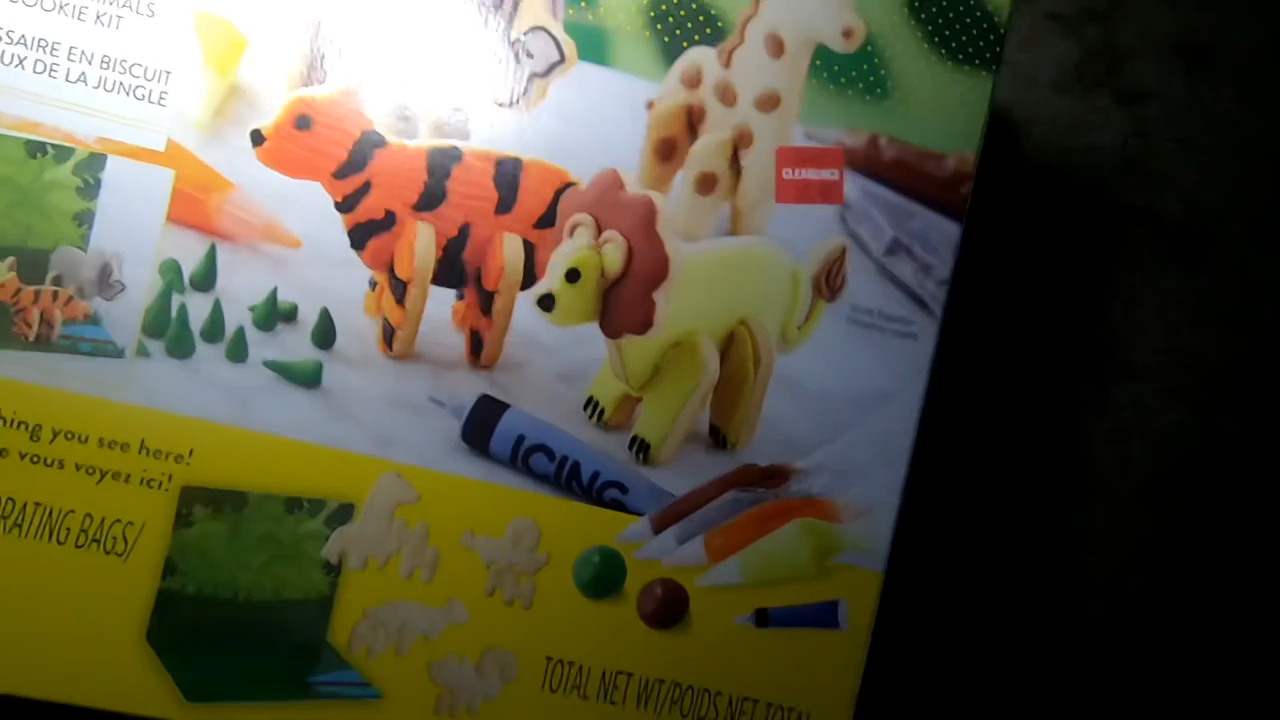 COOKIE KIT
SSAIRE EN BISCUIT
UX DE LA JUNGLE
CLEARANCE
hing you see here!
e vous voyez ici!
RATING BAGS/
ICING
TOTAL NET WT/POIDS NET TOTAL